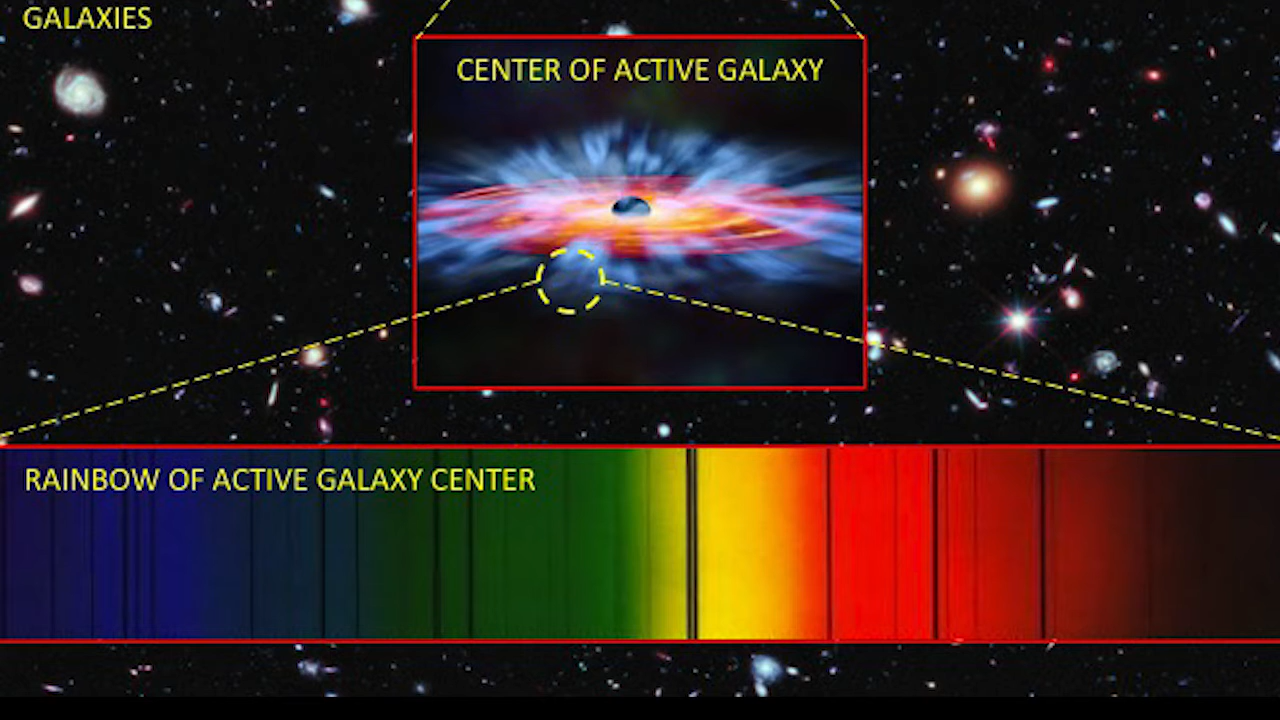 GALAXIES
CENTER OF ACTIVE GALAXY
RAINBOW OF ACTIVE GALAXY CENTER